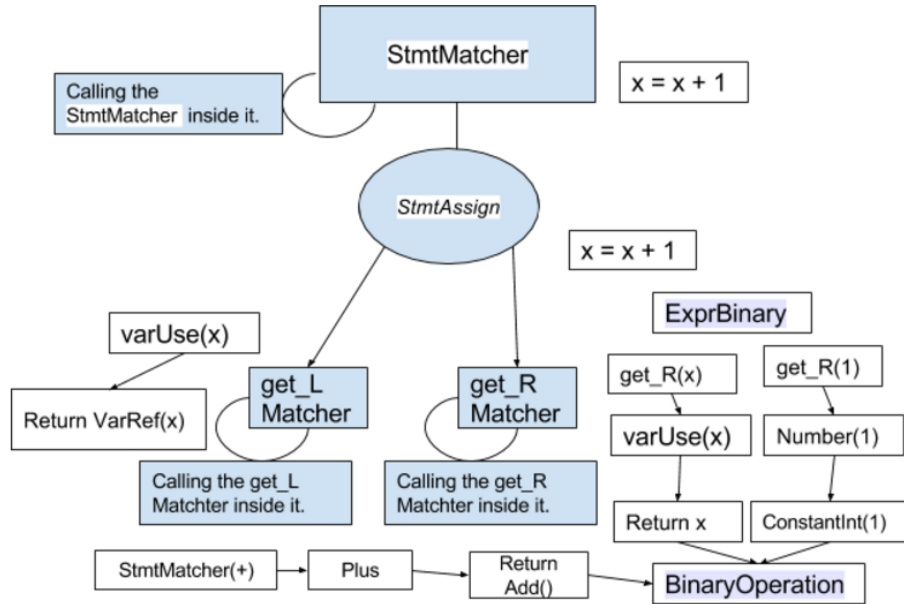 StmtMatcher
Calling the
StmtMatcher inside it.
x = x + 1
StmtAssign
x = x + 1
ExprBinary
varUse(x)
Return VarRef(x)
get_L
Matcher
get_R
Matcher
get_R(x)
get_R(1)
varUse(x)
Number(1)
Calling the get_L
Matchter inside it.
Calling the get_R
Matchter inside it.
Return x
ConstantInt(1)
StmtMatcher(+)
Plus
Return
Add()
BinaryOperation